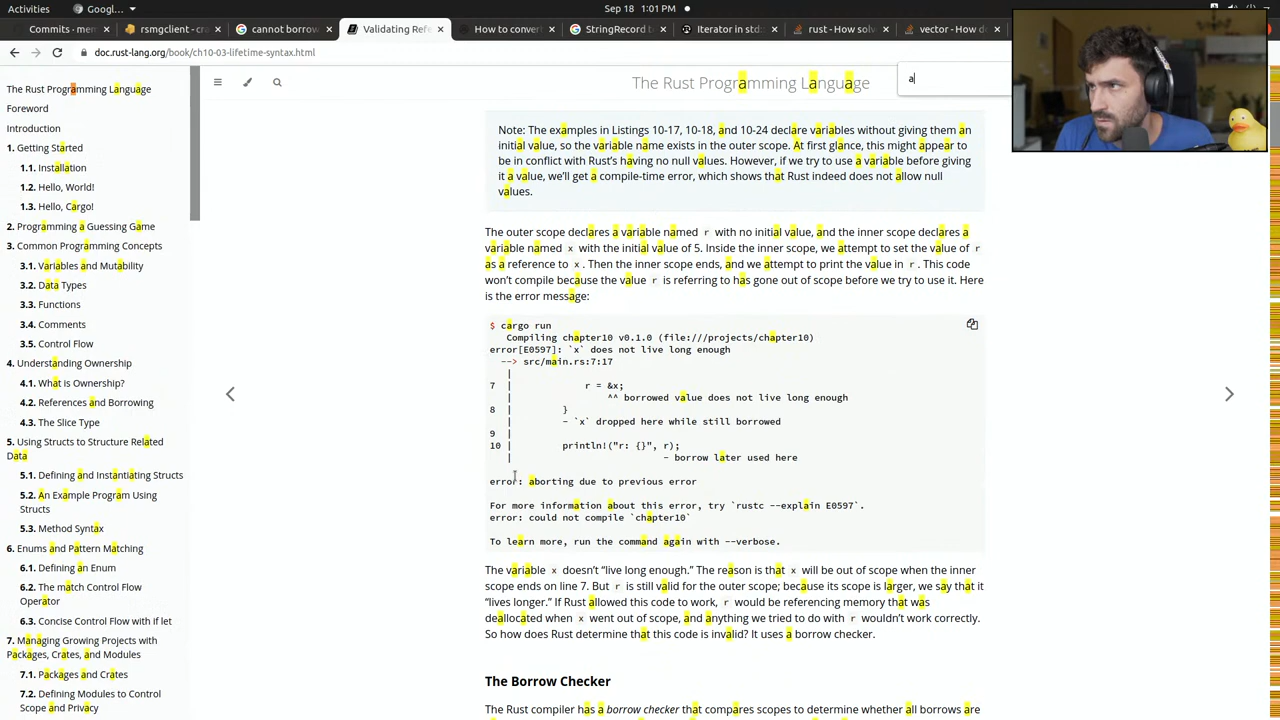 Activities
Googl...
Sep 18 1:01 PM
Commits · mem
rsmgclient · cra
cannot borrow
Validating Refe
How to convert
StringRecord to
Iterator in std::
rust - How solv
vector - How do
doc.rust-lang.org/book/ch10-03-lifetime-syntax.html
a
The Rust Programming Language
The Rust Programming Language
Foreword
Introduction
1. Getting Started
1.1. Installation
1.2. Hello, World!
1.3. Hello, Cargo!
2. Programming a Guessing Game
3. Common Programming Concepts
3.1. Variables and Mutability
3.2. Data Types
3.3. Functions
3.4. Comments
3.5. Control Flow
4. Understanding Ownership
4.1. What is Ownership?
4.2. References and Borrowing
4.3. The Slice Type
5. Using Structs to Structure Related
Data
5.1. Defining and Instantiating Structs
5.2. An Example Program Using
Structs
5.3. Method Syntax
6. Enums and Pattern Matching
6.1. Defining an Enum
6.2. The match Control Flow
Operator
6.3. Concise Control Flow with if let
7. Managing Growing Projects with
Packages, Crates, and Modules
7.1. Packages and Crates
7.2. Defining Modules to Control
Scope and Privacy
Note: The examples in Listings 10-17, 10-18, and 10-24 declare variables without giving them an
initial value, so the variable name exists in the outer scope. At first glance, this might appear to
be in conflict with Rust's having no null values. However, if we try to use a variable before giving
it a value, we'll get a compile-time error, which shows that Rust indeed does not allow null
values.
The outer scope declares a variable named r with no initial value, and the inner scope declares a
variable named x with the initial value of 5. Inside the inner scope, we attempt to set the value of r
as a reference to x. Then the inner scope ends, and we attempt to print the value in r. This code
won't compile because the value r is referring to has gone out of scope before we try to use it. Here
is the error message:
$ cargo run
Compiling chapter10 v0.1.0 (file:///projects/chapter10)
error[E0597]: `x` does not live long enough
--> src/main.rs:7:17
|
7 | r = &x;
| ^^ borrowed value does not live long enough
8 | }
| - `x` dropped here while still borrowed
9 |
10 | println!("r: {}", r);
| - borrow later used here
error: aborting due to previous error
For more information about this error, try `rustc --explain E0597`.
error: could not compile `chapter10`
To learn more, run the command again with --verbose.
The variable x doesn't “live long enough.” The reason is that x will be out of scope when the inner
scope ends on line 7. But r is still valid for the outer scope; because its scope is larger, we say that it
“lives longer.” If Rust allowed this code to work, r would be referencing memory that was
deallocated when x went out of scope, and anything we tried to do with r wouldn't work correctly.
So how does Rust determine that this code is invalid? It uses a borrow checker.
The Borrow Checker
The Rust compiler has a borrow checker that compares scopes to determine whether all borrows are